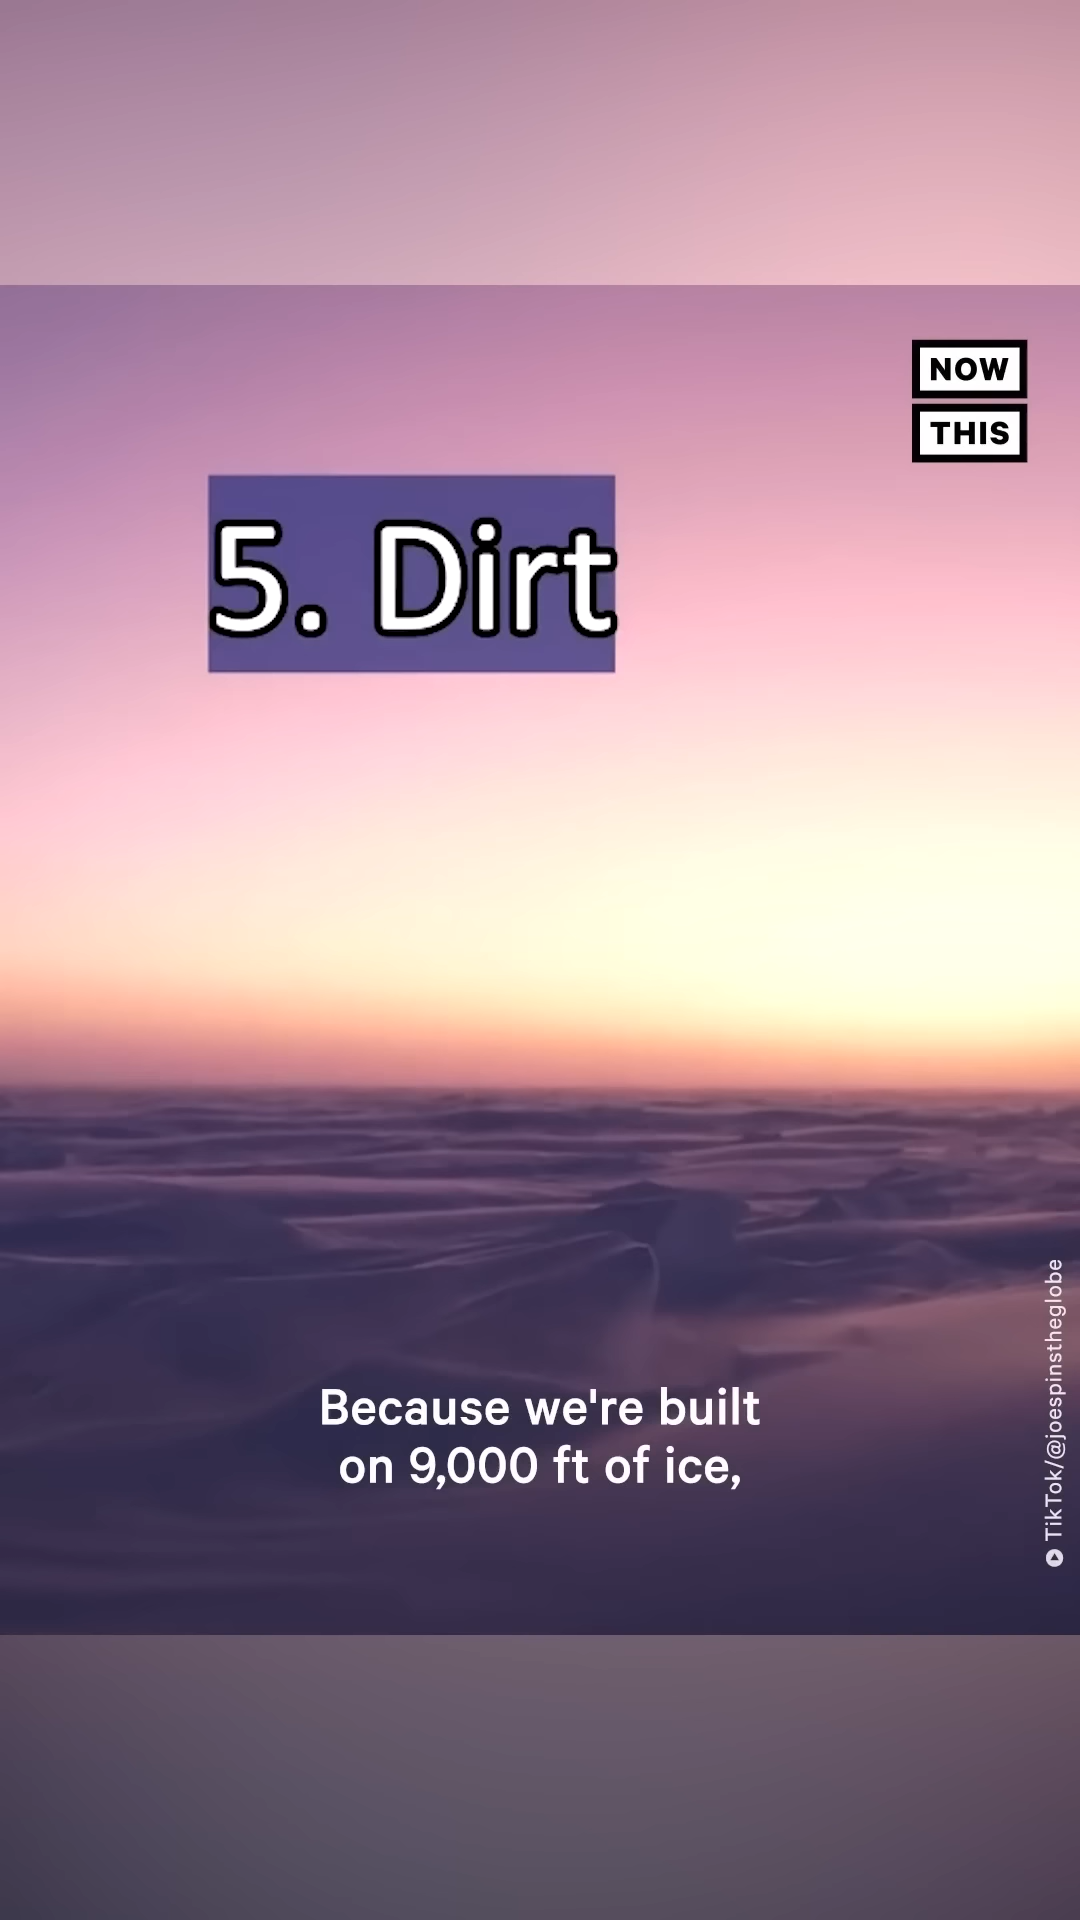 NOW
THIS
5. Dirt
Because we're built
on 9,000 ft of ice,
TikTok/@joespinstheglobe